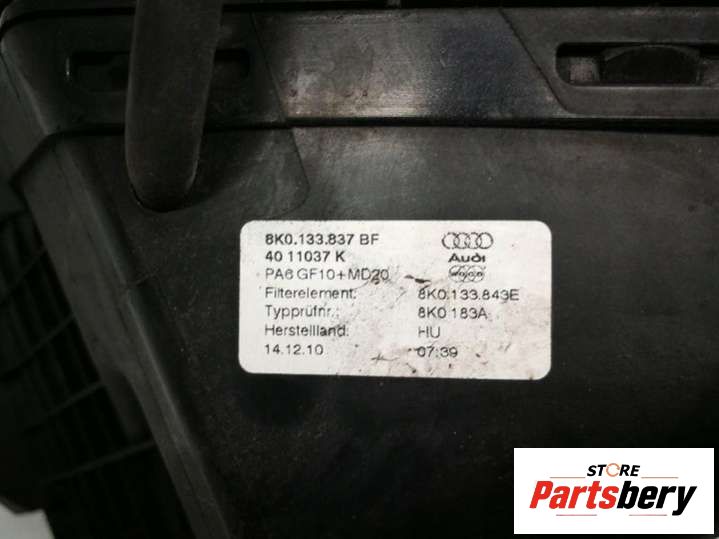 8K0.133.837 BF
40 11037 K
PA6 GF10+MD20
Audi
Filterelement: 8K0.133.843E
Typprüfnr.: 8K0 183A
Herstellland: HU
14.12.10 07:39
STORE
Partsbery